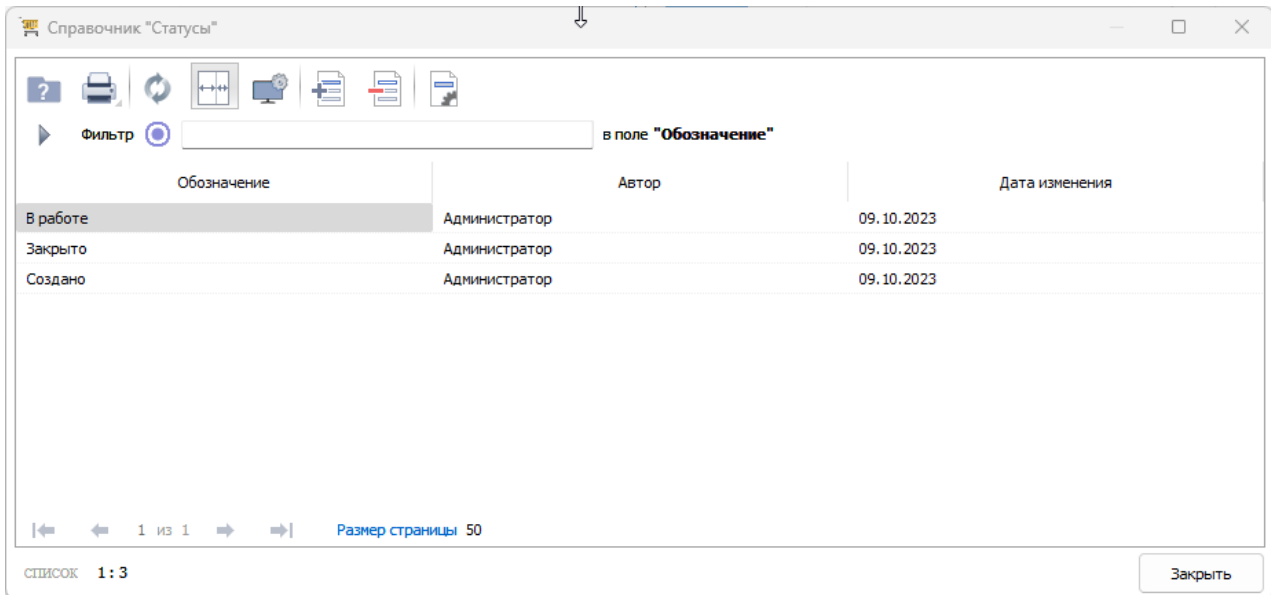 Справочник "Статусы"
Фильтр в поле "Обозначение"
Обозначение Автор Дата изменения
В работе Администратор 09.10.2023
Закрыто Администратор 09.10.2023
Создано Администратор 09.10.2023
1 из 1 Размер страницы 50
СПИСОК 1:3 Закрыть